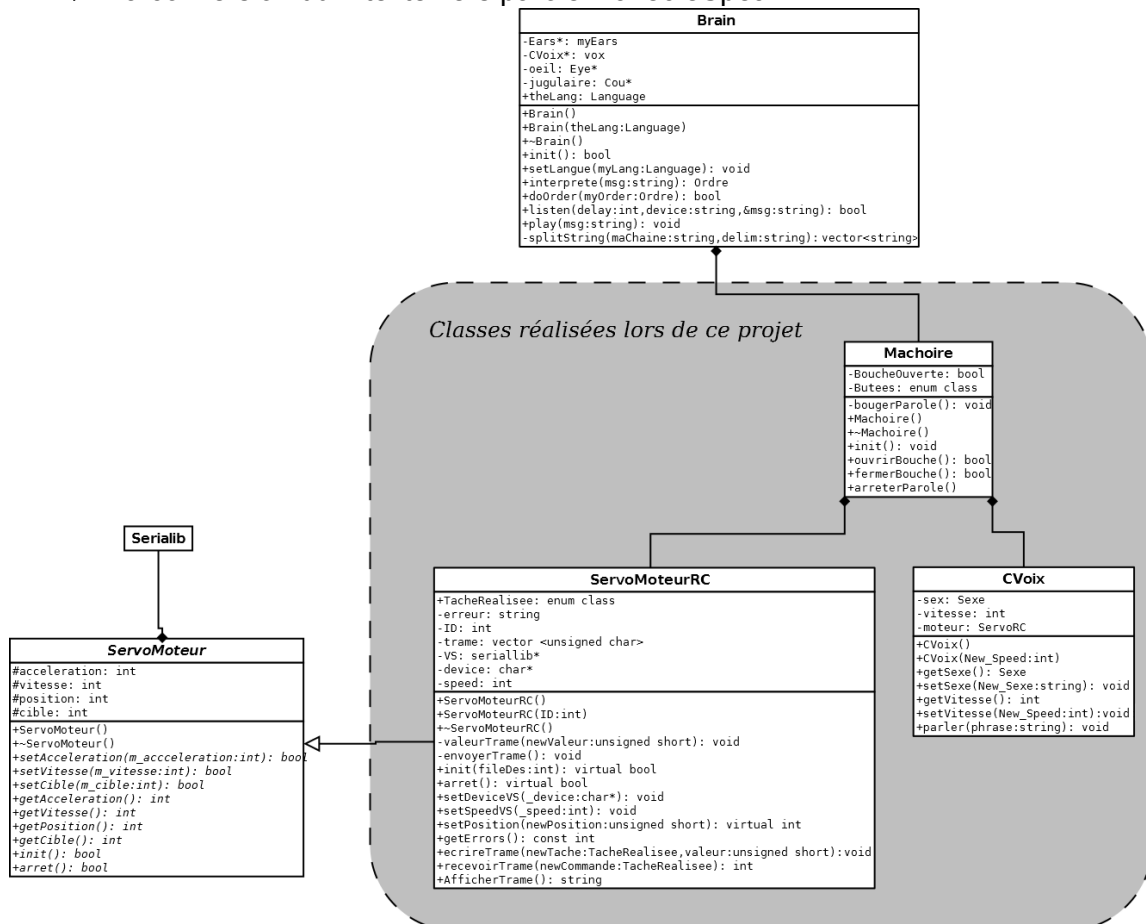 Brain
-Ears*: myEars
-CVoix*: vox
-oeil: Eye*
-jugulaire: Cou*
+theLang: Language
+Brain()
+Brain(theLang:Language)
+~Brain()
+init(): bool
+setLangue(myLang:Language): void
+interprete(msg:string): Ordre
+doOrder(myOrder:Ordre): bool
+listen(delay:int,device:string,&msg:string): bool
+play(msg:string): void
-splitString(maChaine:string,delim:string):vector<string>
Classes réalisées lors de ce projet
Machoire
-BoucheOuverte: bool
-Butees: enum class
-bougerParole(): void
+Machoire()
+~Machoire()
+init(): void
+ouvrirBouche(): bool
+fermerBouche(): bool
+arreterParole()
Serialib
ServoMoteur
#acceleration: int
#vitesse: int
#position: int
#cible: int
+ServoMoteur()
+~ServoMoteur()
+setAcceleration(m_accceleration:int): bool
+setVitesse(m_vitesse:int): bool
+setCible(m_cible:int): bool
+getAcceleration(): int
+getVitesse(): int
+getPosition(): int
+getCible(): int
+init(): bool
+arret(): bool
ServoMoteurRC
+TacheRealisee: enum class
-erreur: string
-ID: int
-trame: vector <unsigned char>
-VS: seriallib*
-device: char*
-speed: int
+ServoMoteurRC()
+ServoMoteurRC(ID:int)
+~ServoMoteurRC()
-valeurTrame(newValeur:unsigned short): void
-envoyerTrame(): void
+init(fileDes:int): virtual bool
+arret(): virtual bool
+setDeviceVS(_device:char*): void
+setSpeedVS(_speed:int): void
+setPosition(newPosition:unsigned short): virtual int
+getErrors(): const int
+ecrireTrame(newTache:TacheRealisee,valeur:unsigned short):void
+recevoirTrame(newCommande:TacheRealisee): int
+AfficherTrame(): string
CVoix
-sex: Sexe
-vitesse: int
-moteur: ServoRC
+CVoix()
+CVoix(New_Speed:int)
+getSexe(): Sexe
+setSexe(New_Sexe:string): void
+getVitesse(): int
+setVitesse(New_Speed:int):void
+parler(phrase:string): void